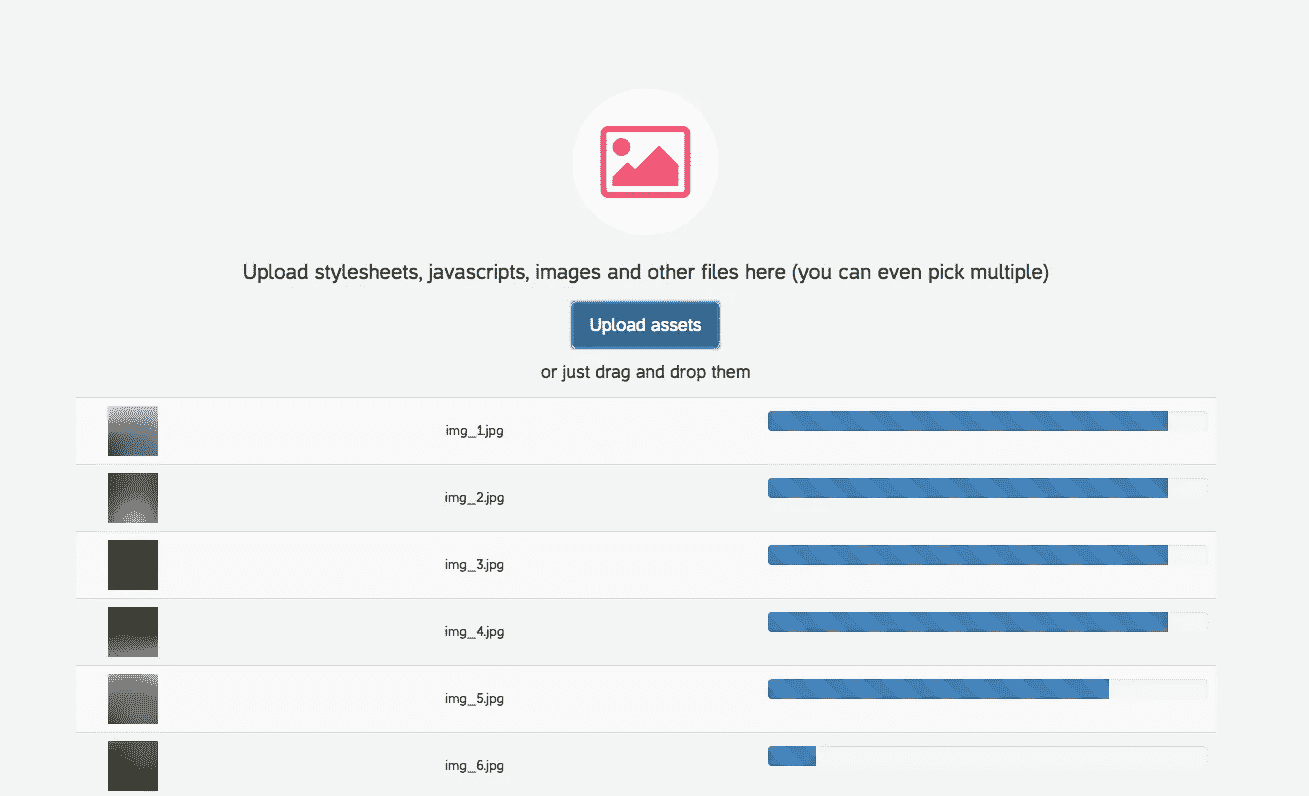 Upload stylesheets, javascripts, images and other files here (you can even pick multiple)
Upload assets
or just drag and drop them
img_1.jpg
img_2.jpg
img_3.jpg
img_4.jpg
img_5.jpg
img_6.jpg